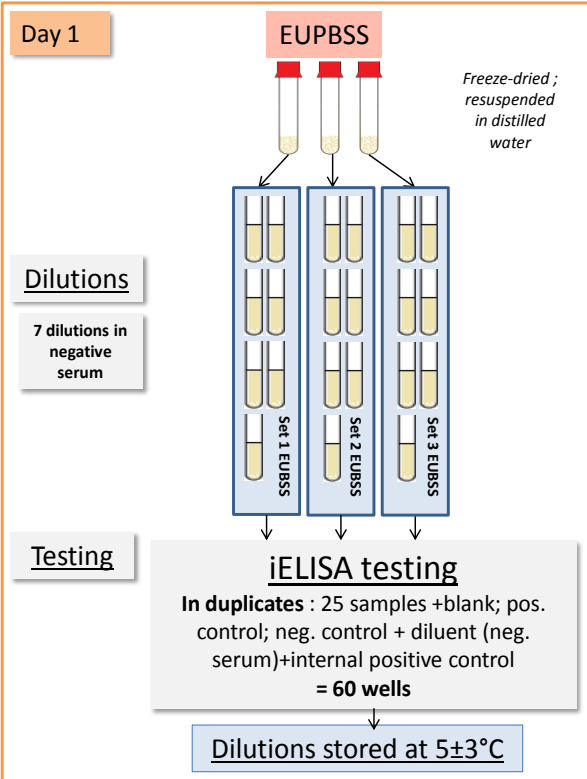 Day 1
EUPBSS
Freeze-dried ;
resuspended
in distilled
water
Dilutions
7 dilutions in
negative
serum
Set 1 EUBSS
Set 2 EUBSS
Set 3 EUBSS
Testing
iELISA testing
In duplicates : 25 samples +blank; pos.
control; neg. control + diluent (neg.
serum)+internal positive control
= 60 wells
Dilutions stored at 5±3°C